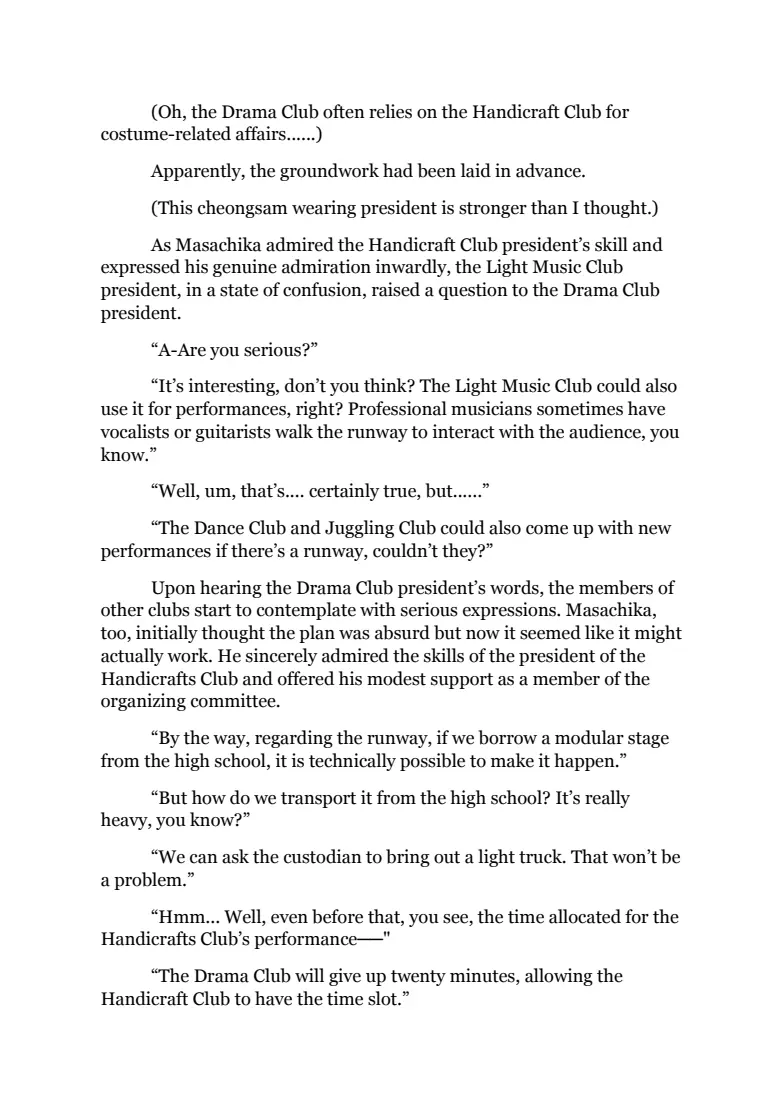 (Oh, the Drama Club often relies on the Handicraft Club for
costume-related affairs......)
Apparently, the groundwork had been laid in advance.
(This cheongsam wearing president is stronger than I thought.)
As Masachika admired the Handicraft Club president’s skill and
expressed his genuine admiration inwardly, the Light Music Club
president, in a state of confusion, raised a question to the Drama Club
president.
“A-Are you serious?”
“It’s interesting, don’t you think? The Light Music Club could also
use it for performances, right? Professional musicians sometimes have
vocalists or guitarists walk the runway to interact with the audience, you
know.”
“Well, um, that’s.... certainly true, but......”
“The Dance Club and Juggling Club could also come up with new
performances if there’s a runway, couldn’t they?”
Upon hearing the Drama Club president’s words, the members of
other clubs start to contemplate with serious expressions. Masachika,
too, initially thought the plan was absurd but now it seemed like it might
actually work. He sincerely admired the skills of the president of the
Handicrafts Club and offered his modest support as a member of the
organizing committee.
“By the way, regarding the runway, if we borrow a modular stage
from the high school, it is technically possible to make it happen.”
“But how do we transport it from the high school? It’s really
heavy, you know?”
“We can ask the custodian to bring out a light truck. That won’t be
a problem.”
“Hmm... Well, even before that, you see, the time allocated for the
Handicrafts Club’s performance──"
“The Drama Club will give up twenty minutes, allowing the
Handicraft Club to have the time slot.”